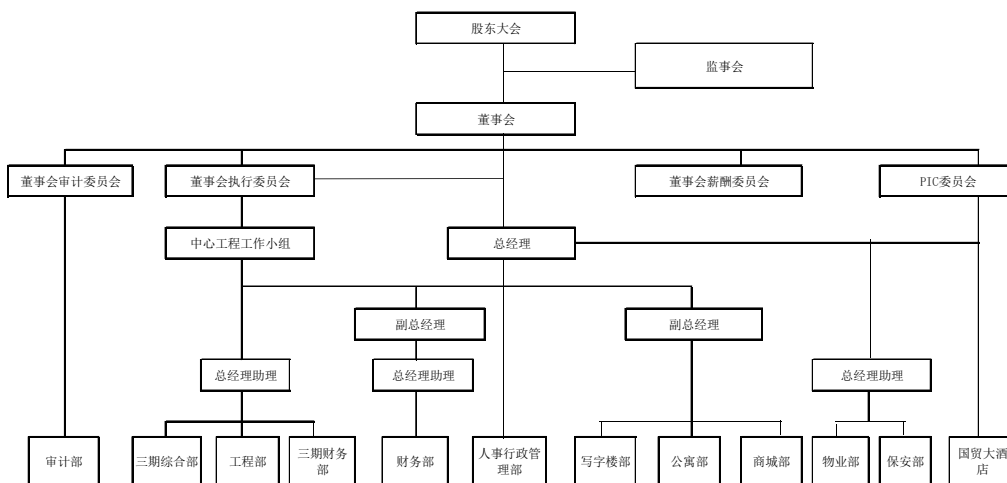 股东大会
监事会
董事会
董事会审计委员会
董事会执行委员会
董事会薪酬委员会
PIC委员会
中心工程工作小组
总经理
副总经理
副总经理
总经理助理
总经理助理
总经理助理
审计部
三期综合部
工程部
三期财务
部
财务部
人事行政管
理部
写字楼部
公寓部
商城部
物业部
保安部
国贸大酒
店